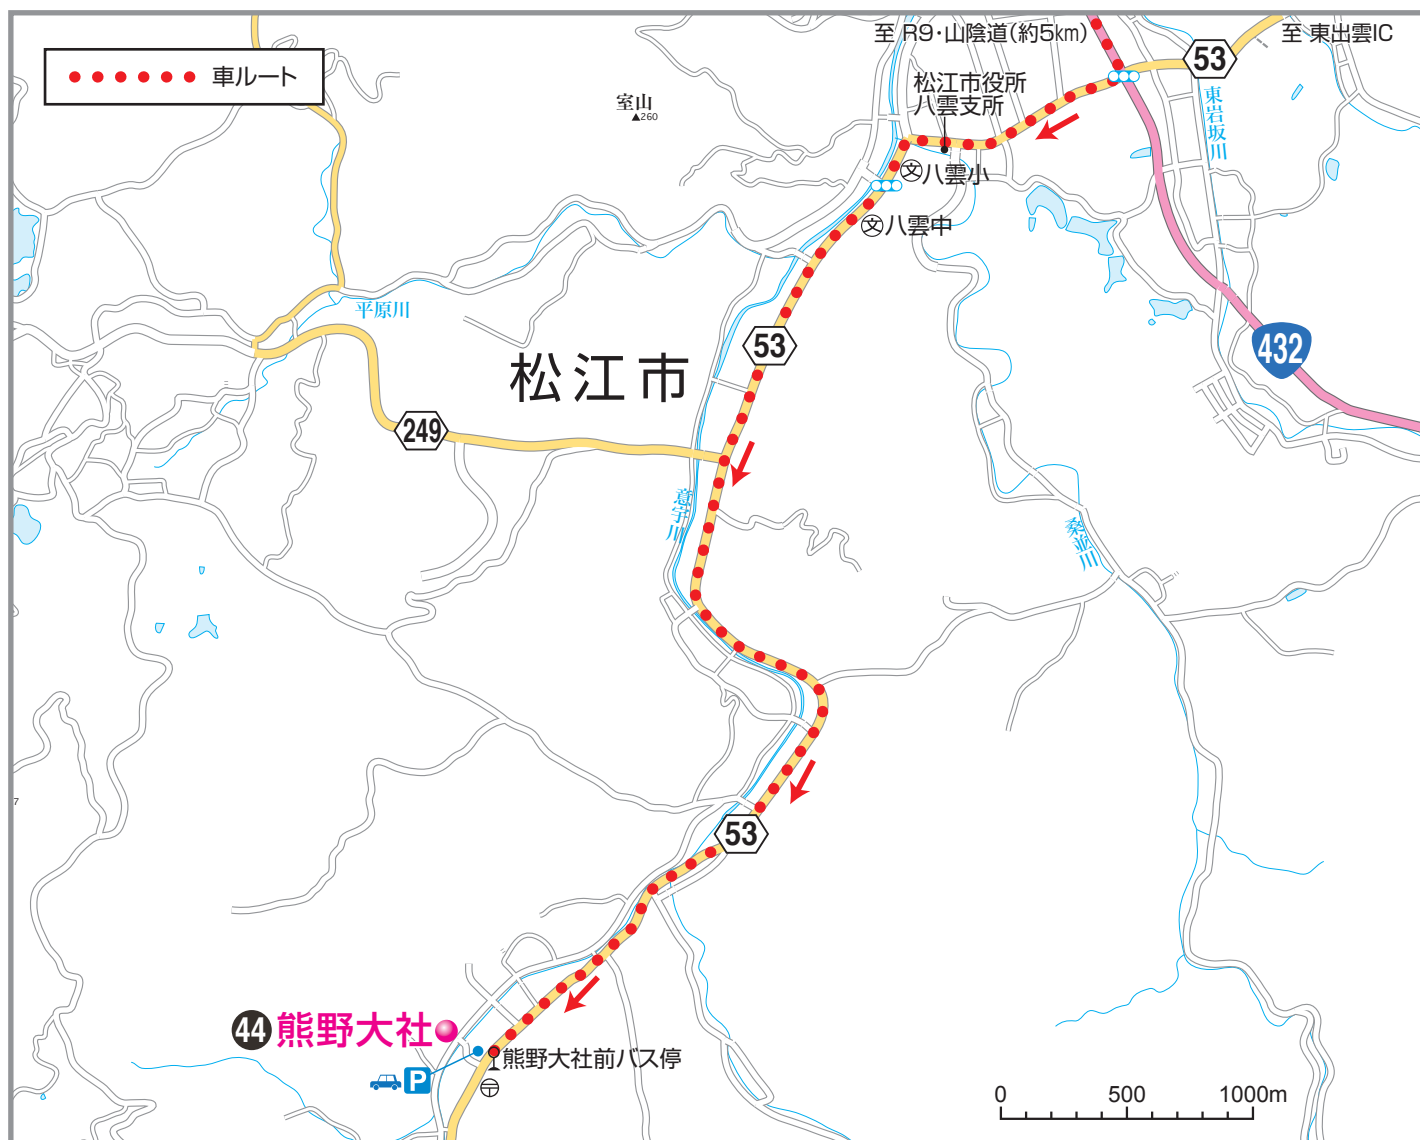 至 R9・山陰道(約5km)
至 東出雲IC
53
車ルート
松江市役所
八雲支所
室山
▲260
東岩坂川
八雲小
文
八雲中
文
平原川
53
432
松江市
249
意宇川
桑並川
7
53
44 熊野大社
熊野大社前バス停
P
〒
0 500 1000m